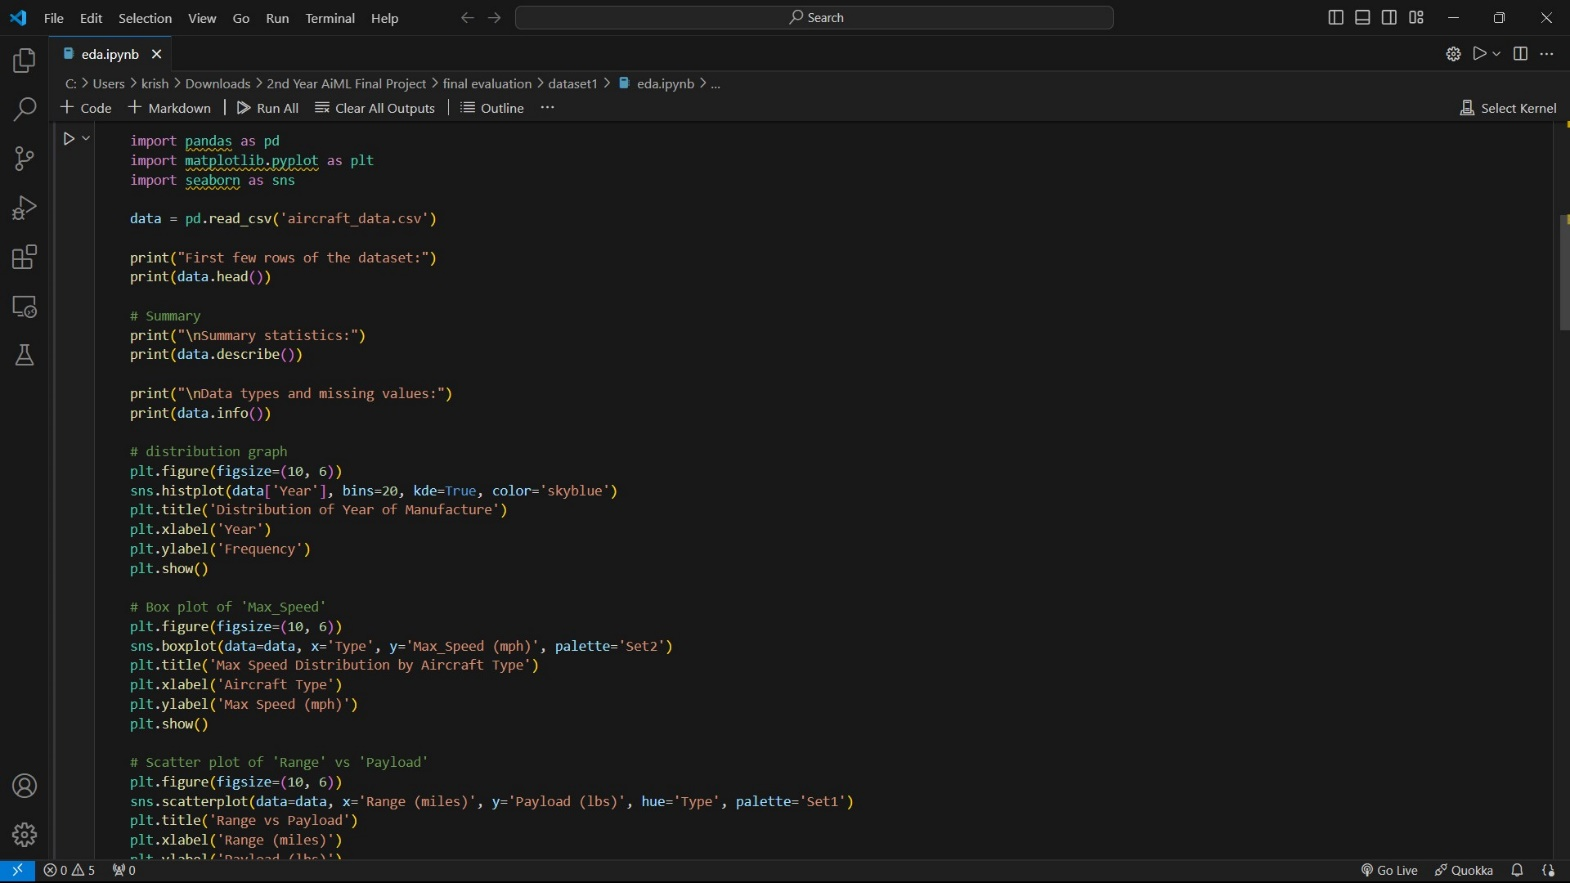 File Edit Selection View Go Run Terminal Help Search
eda.ipynb
C: > Users > krish > Downloads > 2nd Year AiML Final Project > final evaluation > dataset1 > eda.ipynb > ...
+ Code + Markdown Run All Clear All Outputs Outline ... Select Kernel
import pandas as pd
import matplotlib.pyplot as plt
import seaborn as sns
data = pd.read_csv('aircraft_data.csv')
print("First few rows of the dataset:")
print(data.head())
# Summary
print("\nSummary statistics:")
print(data.describe())
print("\nData types and missing values:")
print(data.info())
# distribution graph
plt.figure(figsize=(10, 6))
sns.histplot(data['Year'], bins=20, kde=True, color='skyblue')
plt.title('Distribution of Year of Manufacture')
plt.xlabel('Year')
plt.ylabel('Frequency')
plt.show()
# Box plot of 'Max_Speed'
plt.figure(figsize=(10, 6))
sns.boxplot(data=data, x='Type', y='Max_Speed (mph)', palette='Set2')
plt.title('Max Speed Distribution by Aircraft Type')
plt.xlabel('Aircraft Type')
plt.ylabel('Max Speed (mph)')
plt.show()
# Scatter plot of 'Range' vs 'Payload'
plt.figure(figsize=(10, 6))
sns.scatterplot(data=data, x='Range (miles)', y='Payload (lbs)', hue='Type', palette='Set1')
plt.title('Range vs Payload')
plt.xlabel('Range (miles)')
plt.ylabel('Payload (lbs)')
0 5 0 Go Live Quokka